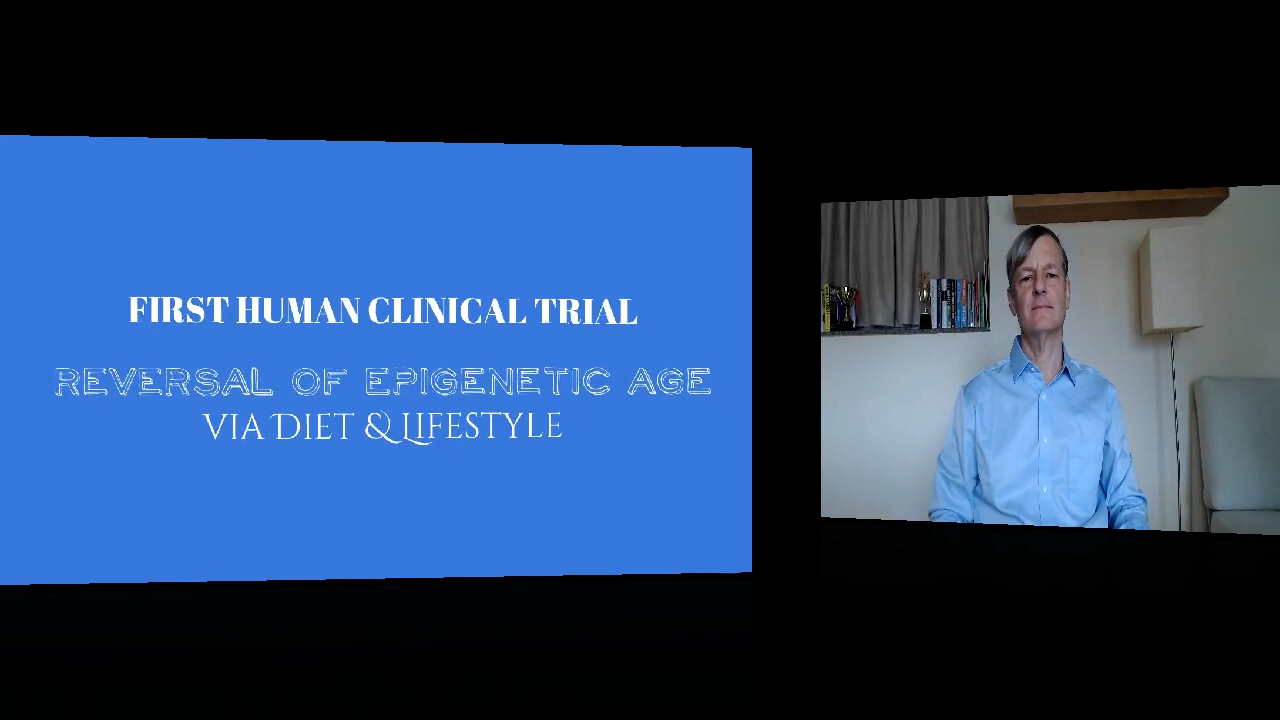 FIRST HUMAN CLINICAL TRIAL
REVERSAL OF EPIGENETIC AGE
VIA DIET & LIFESTYLE